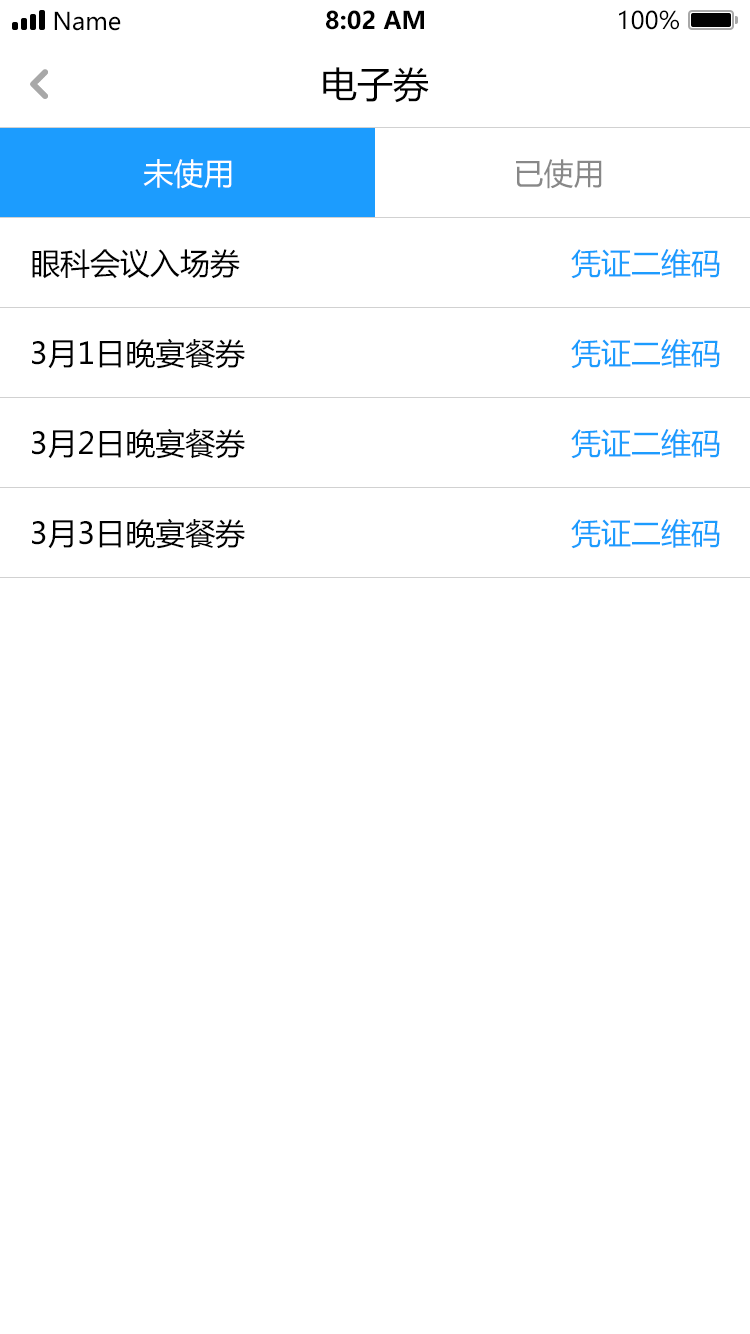 Name 8:02 AM 100%
电子券
未使用 已使用
眼科会议入场券 凭证二维码
3月1日晚宴餐券 凭证二维码
3月2日晚宴餐券 凭证二维码
3月3日晚宴餐券 凭证二维码